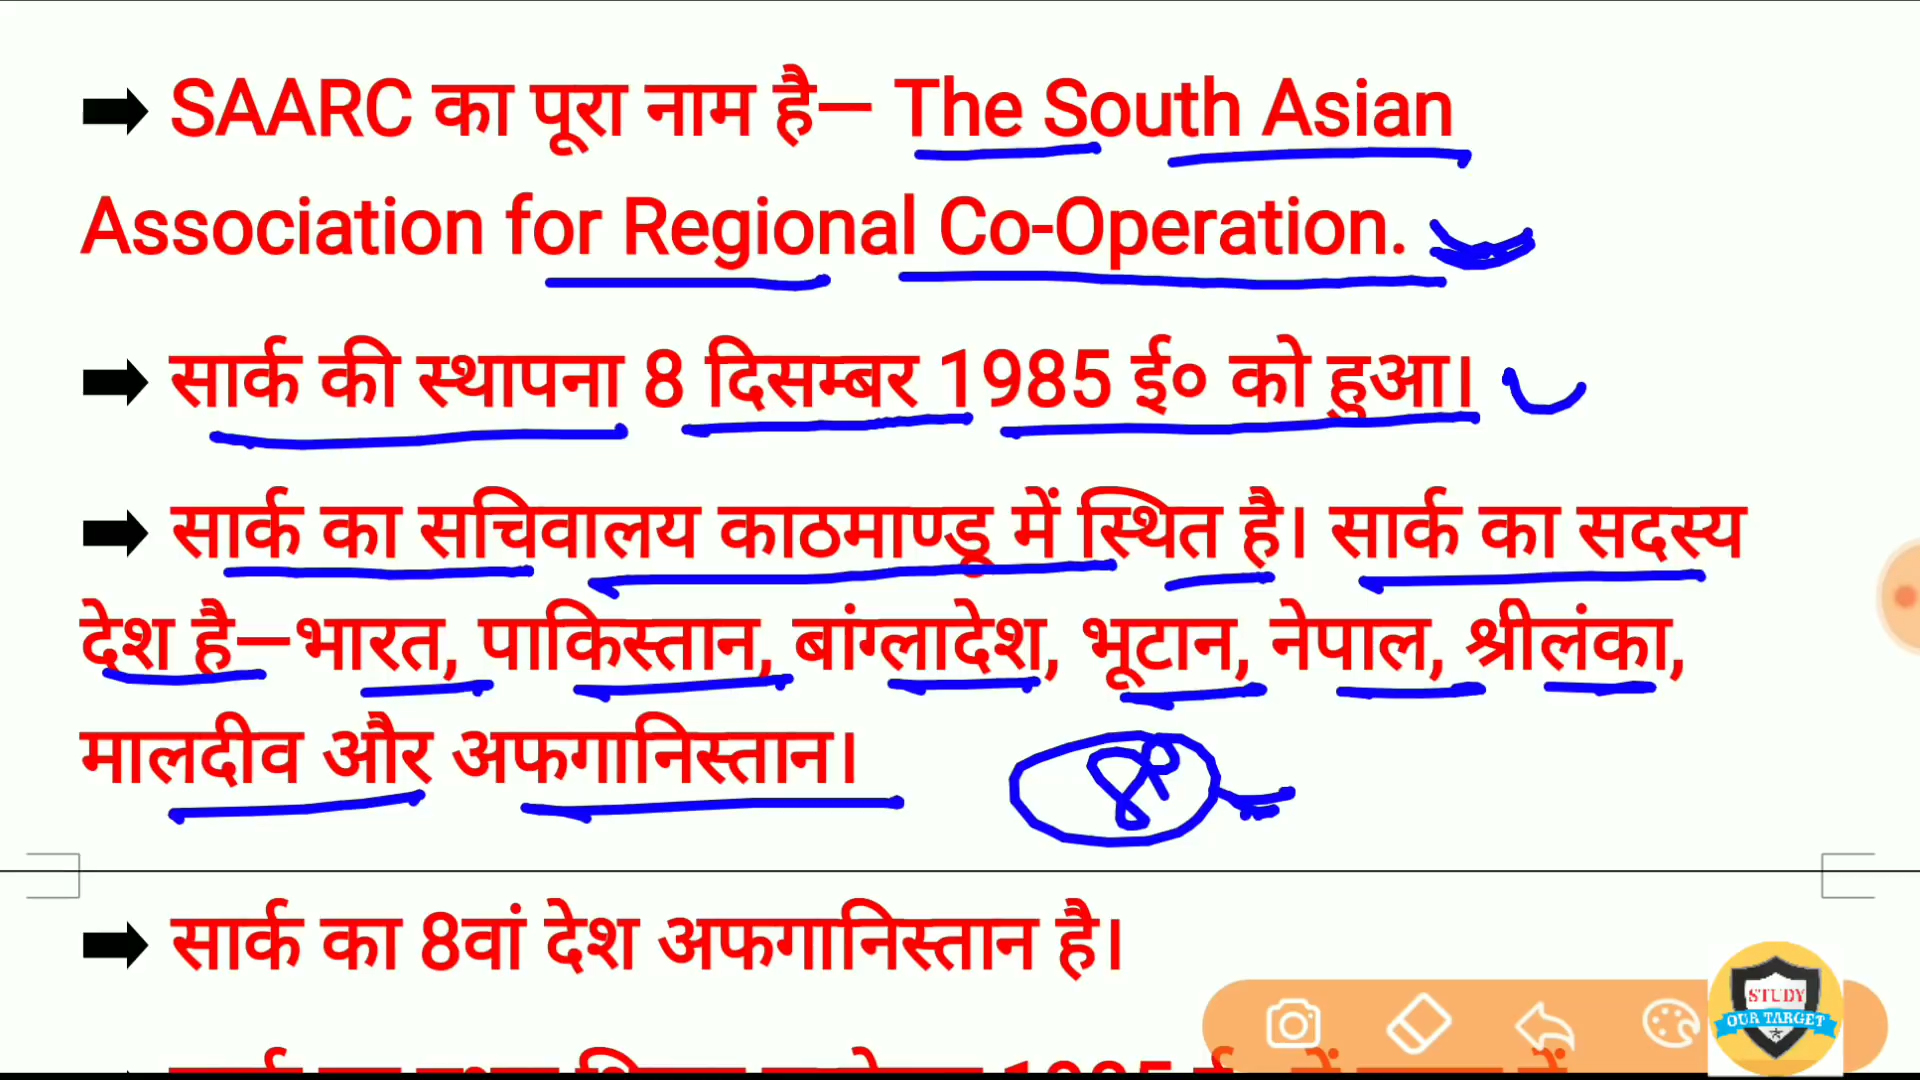 ➡ SAARC का पूरा नाम है— The South Asian
Association for Regional Co-Operation.
➡ सार्क की स्थापना 8 दिसम्बर 1985 ई० को हुआ।
➡ सार्क का सचिवालय काठमाण्डू में स्थित है। सार्क का सदस्य
देश है—भारत, पाकिस्तान, बांग्लादेश, भूटान, नेपाल, श्रीलंका,
मालदीव और अफगानिस्तान।
➡ सार्क का 8वां देश अफगानिस्तान है।
STUDY
OUR TARGET